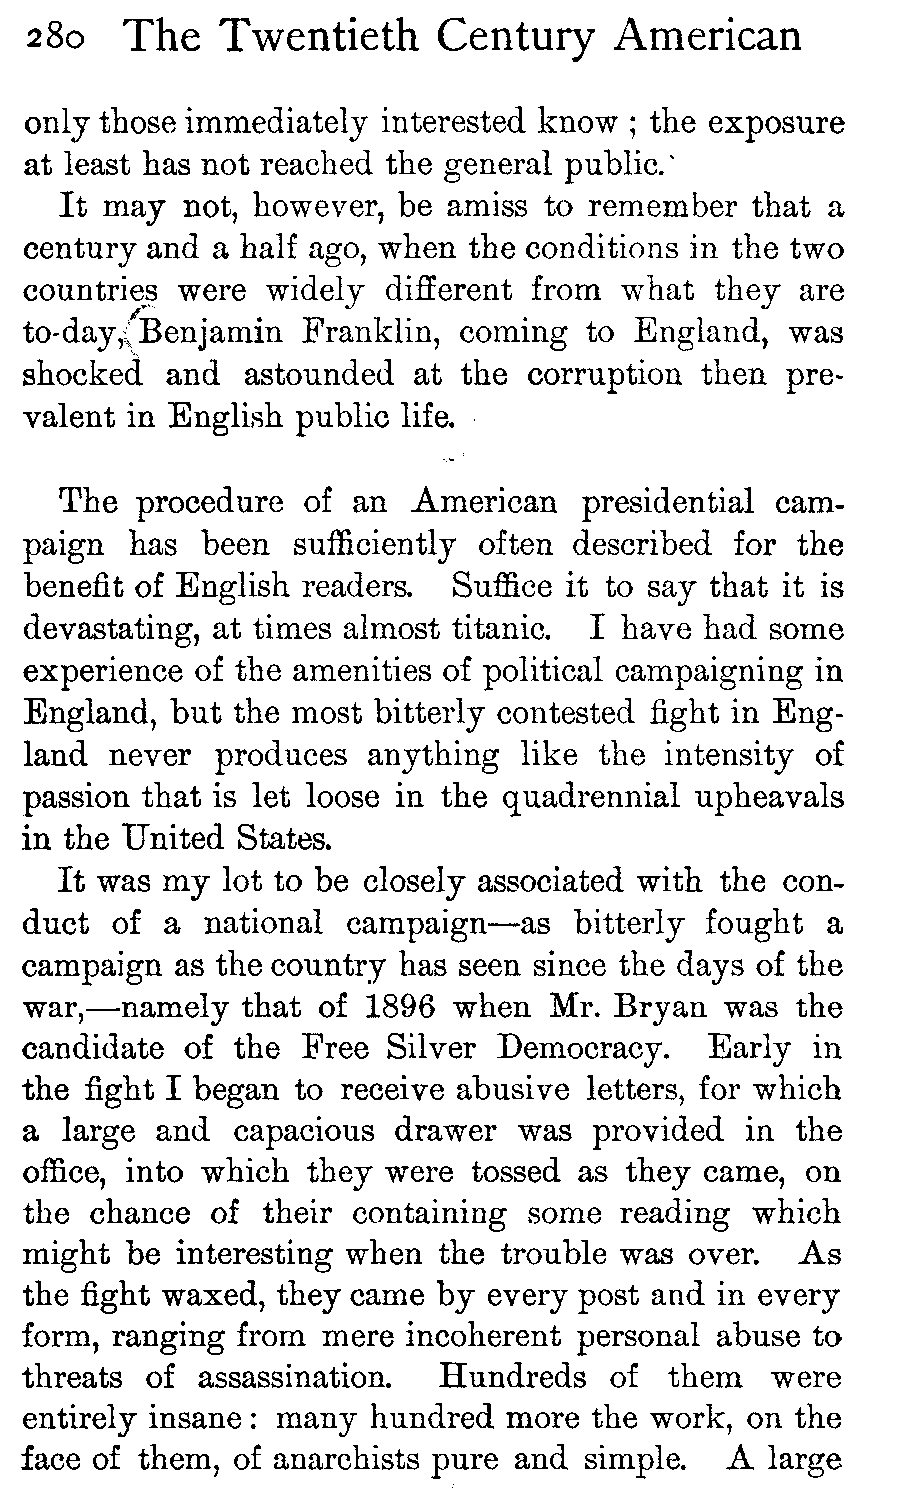 280 The Twentieth Century American
only those immediately interested know ; the exposure
at least has not reached the general public.
It may not, however, be amiss to remember that a
century and a half ago, when the conditions in the two
countries were widely different from what they are
to-day, Benjamin Franklin, coming to England, was
shocked and astounded at the corruption then pre-
valent in English public life.
The procedure of an American presidential cam-
paign has been sufficiently often described for the
benefit of English readers. Suffice it to say that it is
devastating, at times almost titanic. I have had some
experience of the amenities of political campaigning in
England, but the most bitterly contested fight in Eng-
land never produces anything like the intensity of
passion that is let loose in the quadrennial upheavals
in the United States.
It was my lot to be closely associated with the con-
duct of a national campaign—as bitterly fought a
campaign as the country has seen since the days of the
war,—namely that of 1896 when Mr. Bryan was the
candidate of the Free Silver Democracy. Early in
the fight I began to receive abusive letters, for which
a large and capacious drawer was provided in the
office, into which they were tossed as they came, on
the chance of their containing some reading which
might be interesting when the trouble was over. As
the fight waxed, they came by every post and in every
form, ranging from mere incoherent personal abuse to
threats of assassination. Hundreds of them were
entirely insane : many hundred more the work, on the
face of them, of anarchists pure and simple. A large